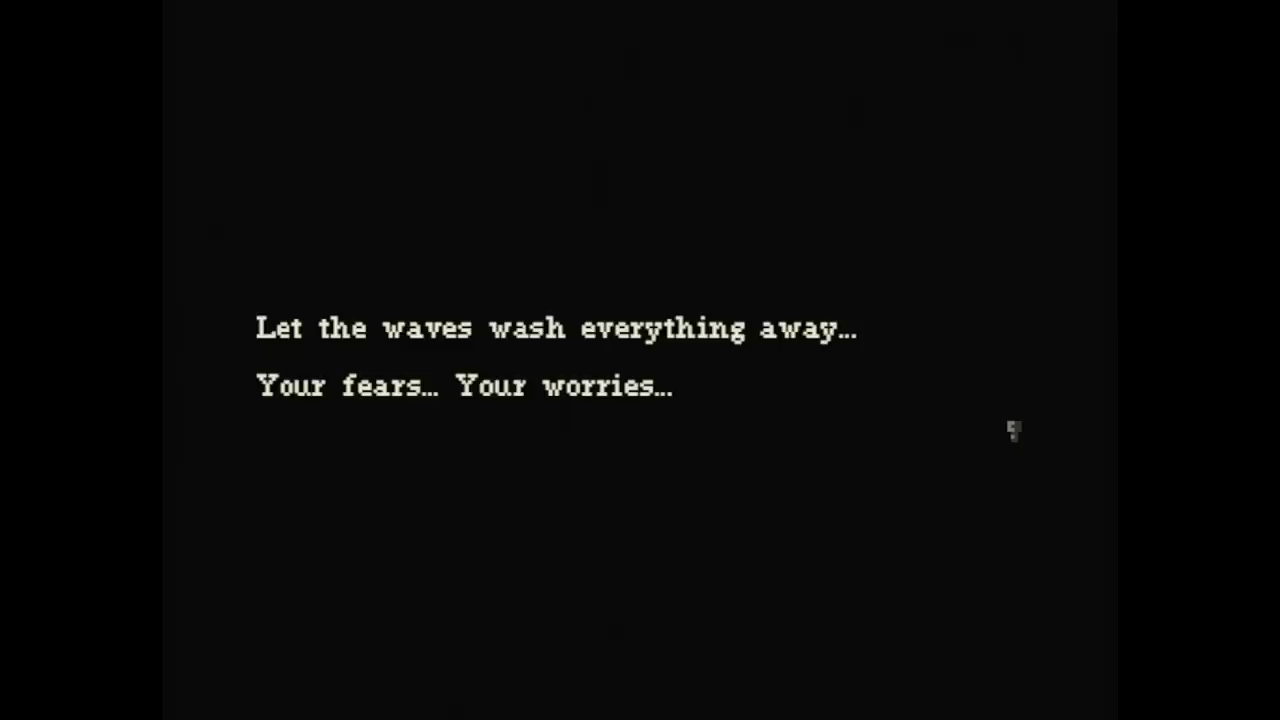 Let the waves wash everything away…
Your fears… Your worries…